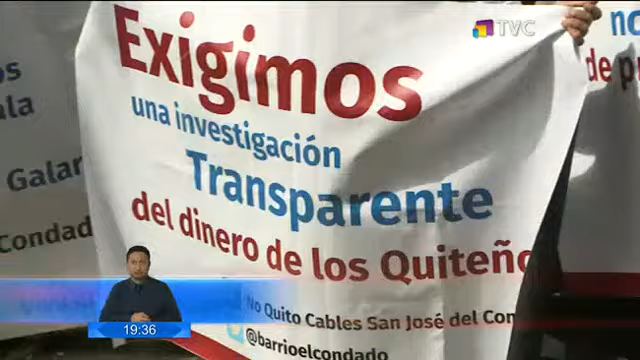 TVC
Exigimos
una investigación
Transparente
del dinero de los Quiteño
No Quito Cables San José del Con
@barrioelcondado
os
ala
Galar
Condad
no
de p
19:36